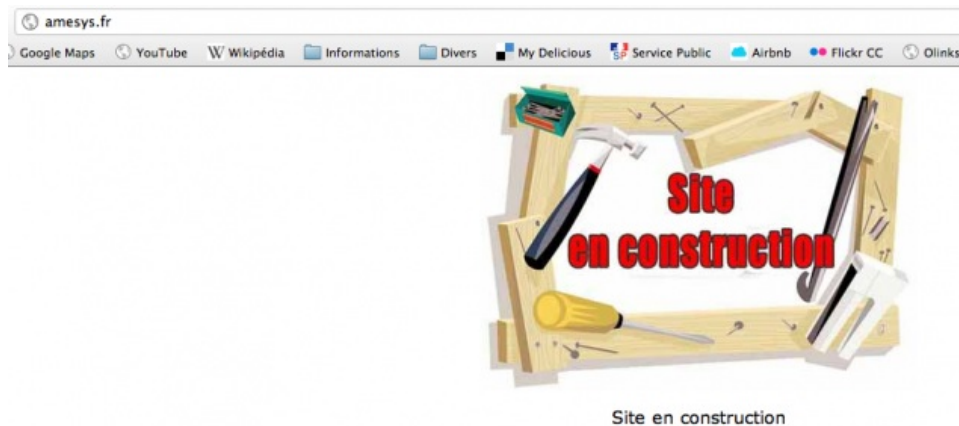 amesys.fr
Google Maps YouTube Wikipédia Informations Divers My Delicious Service Public Airbnb Flickr CC Olinks
Site
en construction
Site en construction